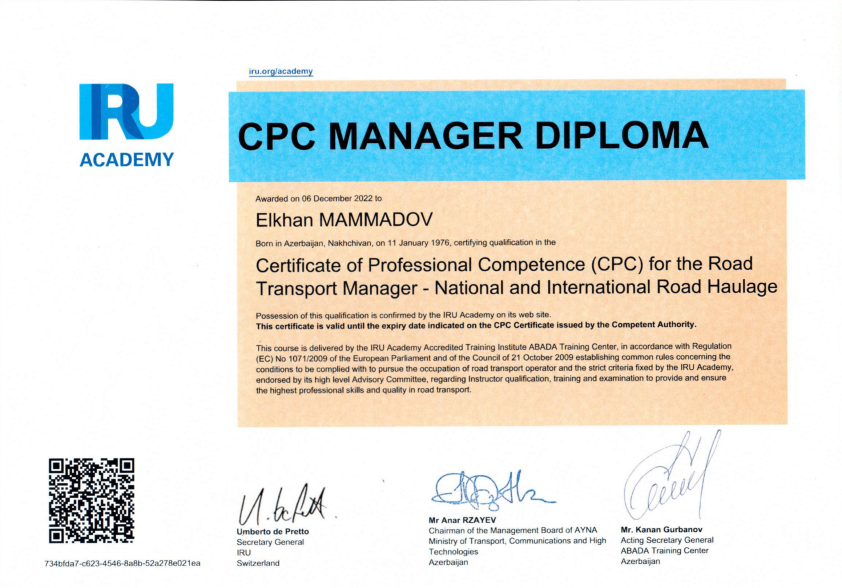 iru.org/academy
IRU
ACADEMY
CPC MANAGER DIPLOMA
Awarded on 06 December 2022 to
Elkhan MAMMADOV
Born in Azerbaijan, Nakhchivan, on 11 January 1976, certifying qualification in the
Certificate of Professional Competence (CPC) for the Road
Transport Manager - National and International Road Haulage
Possession of this qualification is confirmed by the IRU Academy on its web site.
This certificate is valid until the expiry date indicated on the CPC Certificate issued by the Competent Authority.
This course is delivered by the IRU Academy Accredited Training Institute ABADA Training Center, in accordance with Regulation
(EC) No 1071/2009 of the European Parliament and of the Council of 21 October 2009 establishing common rules concerning the
conditions to be complied with to pursue the occupation of road transport operator and the strict criteria fixed by the IRU Academy,
endorsed by its high level Advisory Committee, regarding Instructor qualification, training and examination to provide and ensure
the highest professional skills and quality in road transport.
734bfda7-c623-4546-8a8b-52a278e021ea
Umberto de Pretto
Secretary General
IRU
Switzerland
Mr Anar RZAYEV
Chairman of the Management Board of AYNA
Ministry of Transport, Communications and High
Technologies
Azerbaijan
Mr. Kanan Gurbanov
Acting Secretary General
ABADA Training Center
Azerbaijan